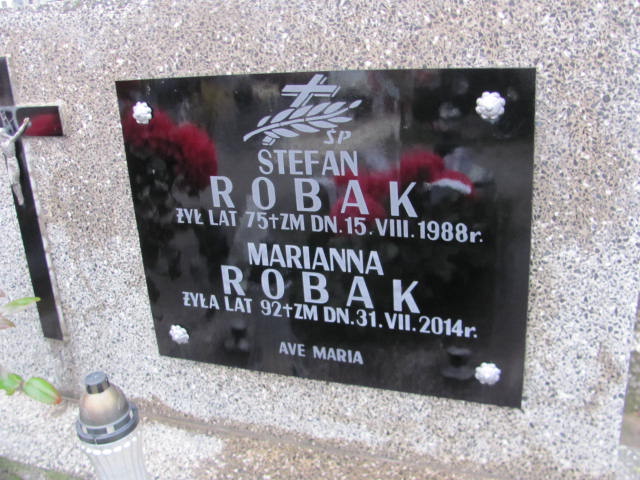 ŚP
STEFAN
ROBAK
ŻYŁ LAT 75✝ZM DN. 15. VIII. 1988r.
MARIANNA
ROBAK
ŻYŁA LAT 92✝ZM DN. 31. VII. 2014r.
AVE MARIA